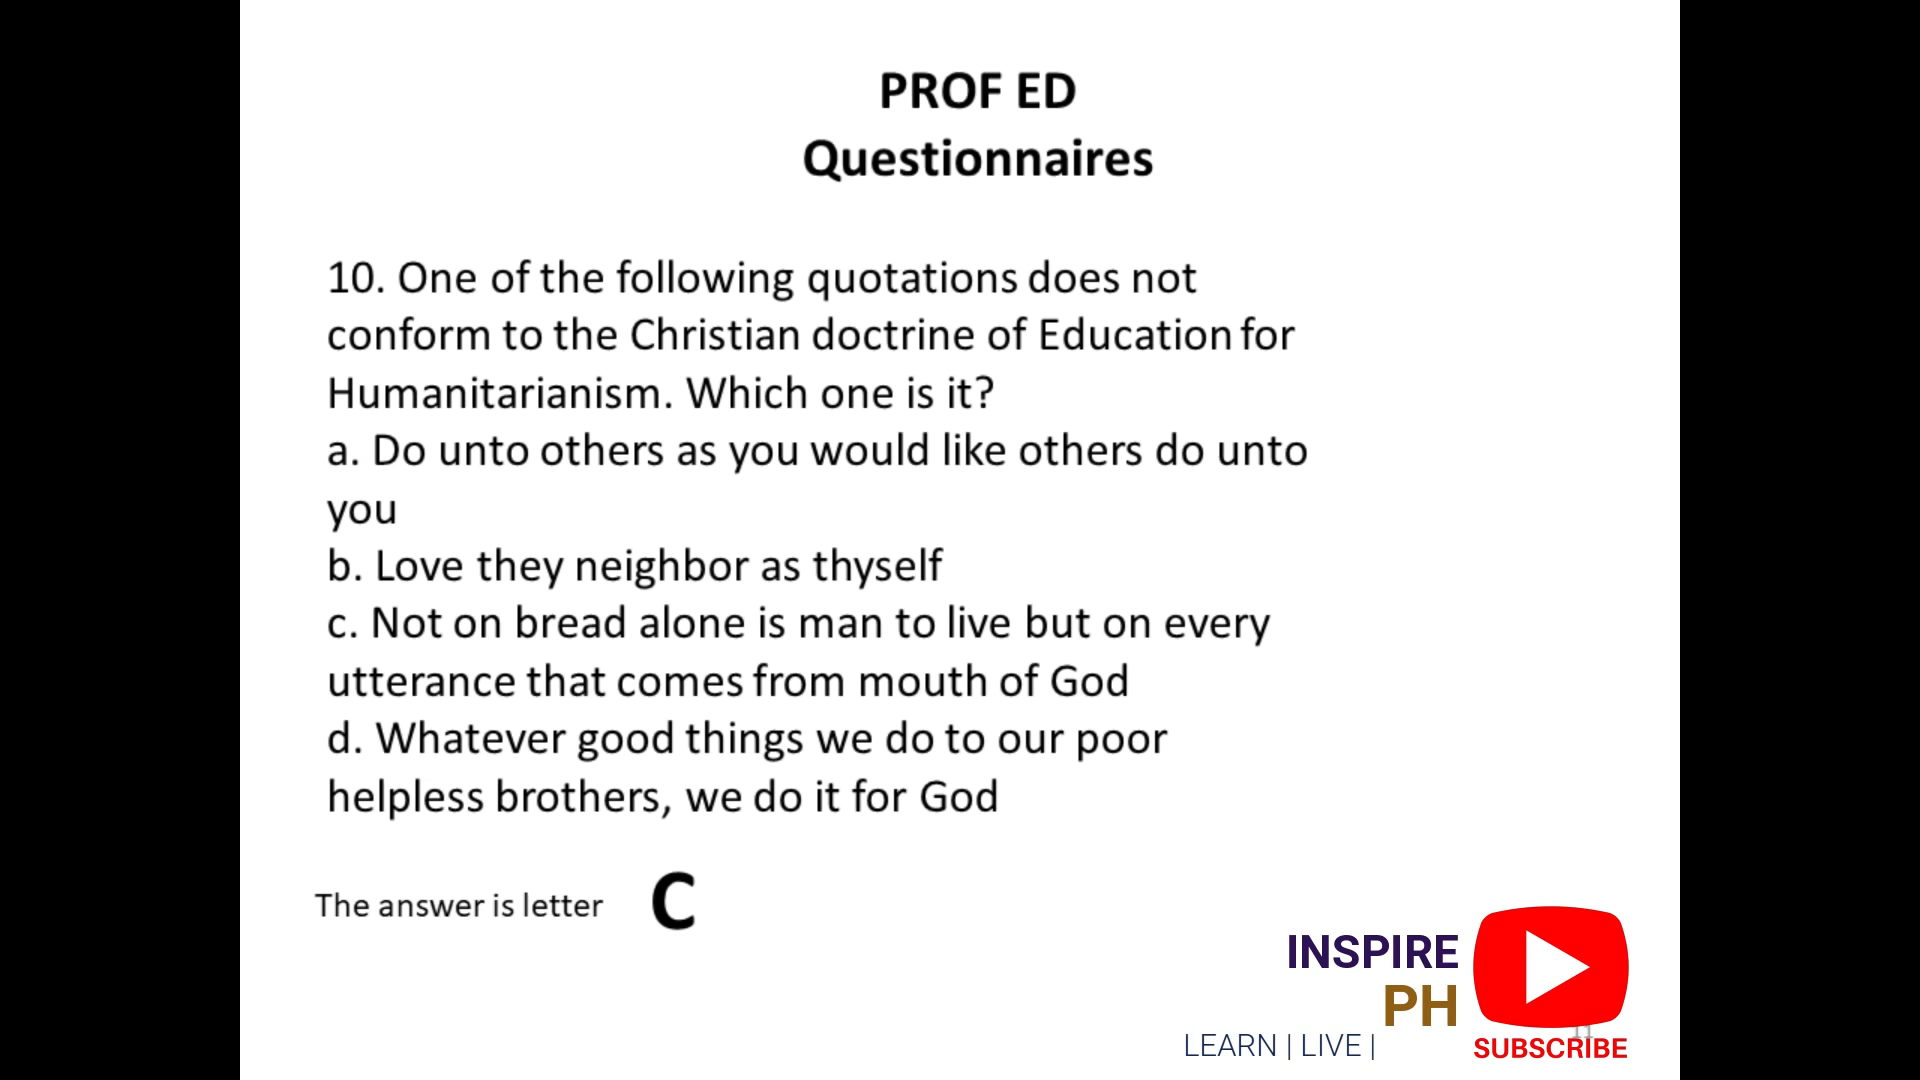 PROF ED
Questionnaires
10. One of the following quotations does not
conform to the Christian doctrine of Education for
Humanitarianism. Which one is it?
a. Do unto others as you would like others do unto
you
b. Love they neighbor as thyself
c. Not on bread alone is man to live but on every
utterance that comes from mouth of God
d. Whatever good things we do to our poor
helpless brothers, we do it for God
The answer is letter C
INSPIRE
PH
LEARN | LIVE |
11
SUBSCRIBE